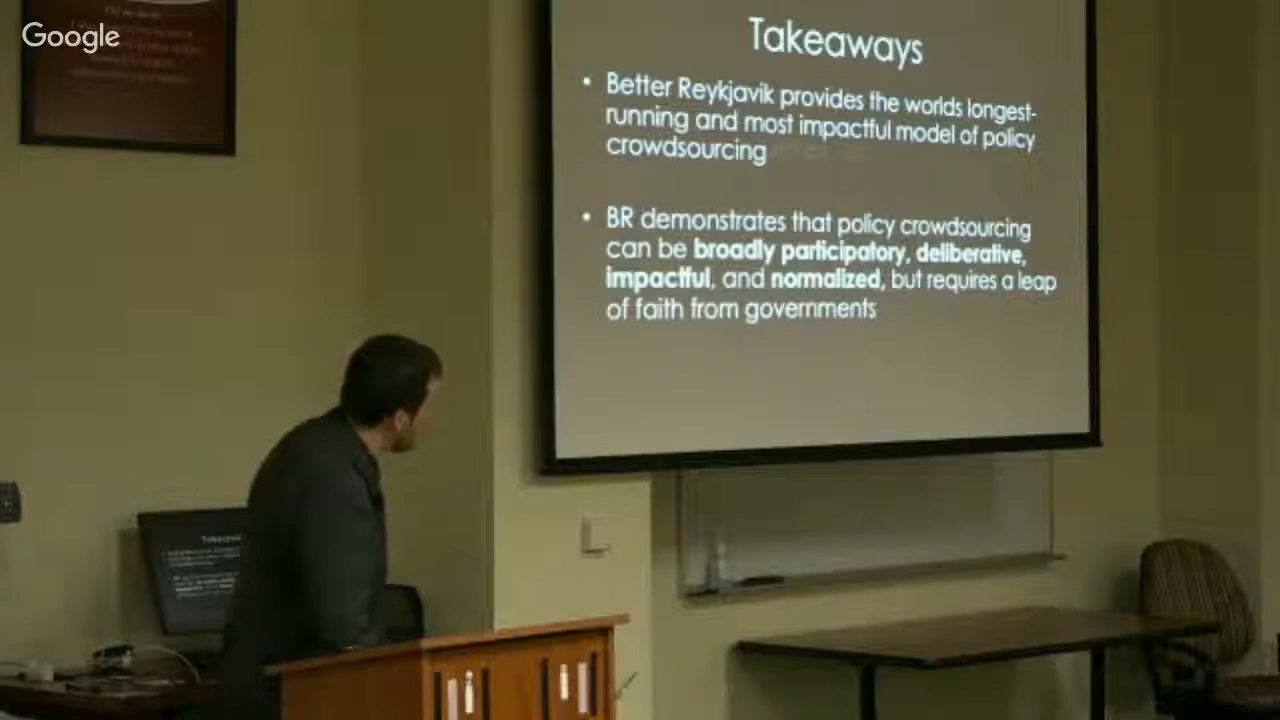 Google
Takeaways
• Better Reykjavik provides the worlds longest-
running and most impactful model of policy
crowdsourcing
• BR demonstrates that policy crowdsourcing
can be broadly participatory, deliberative,
impactful, and normalized, but requires a leap
of faith from governments